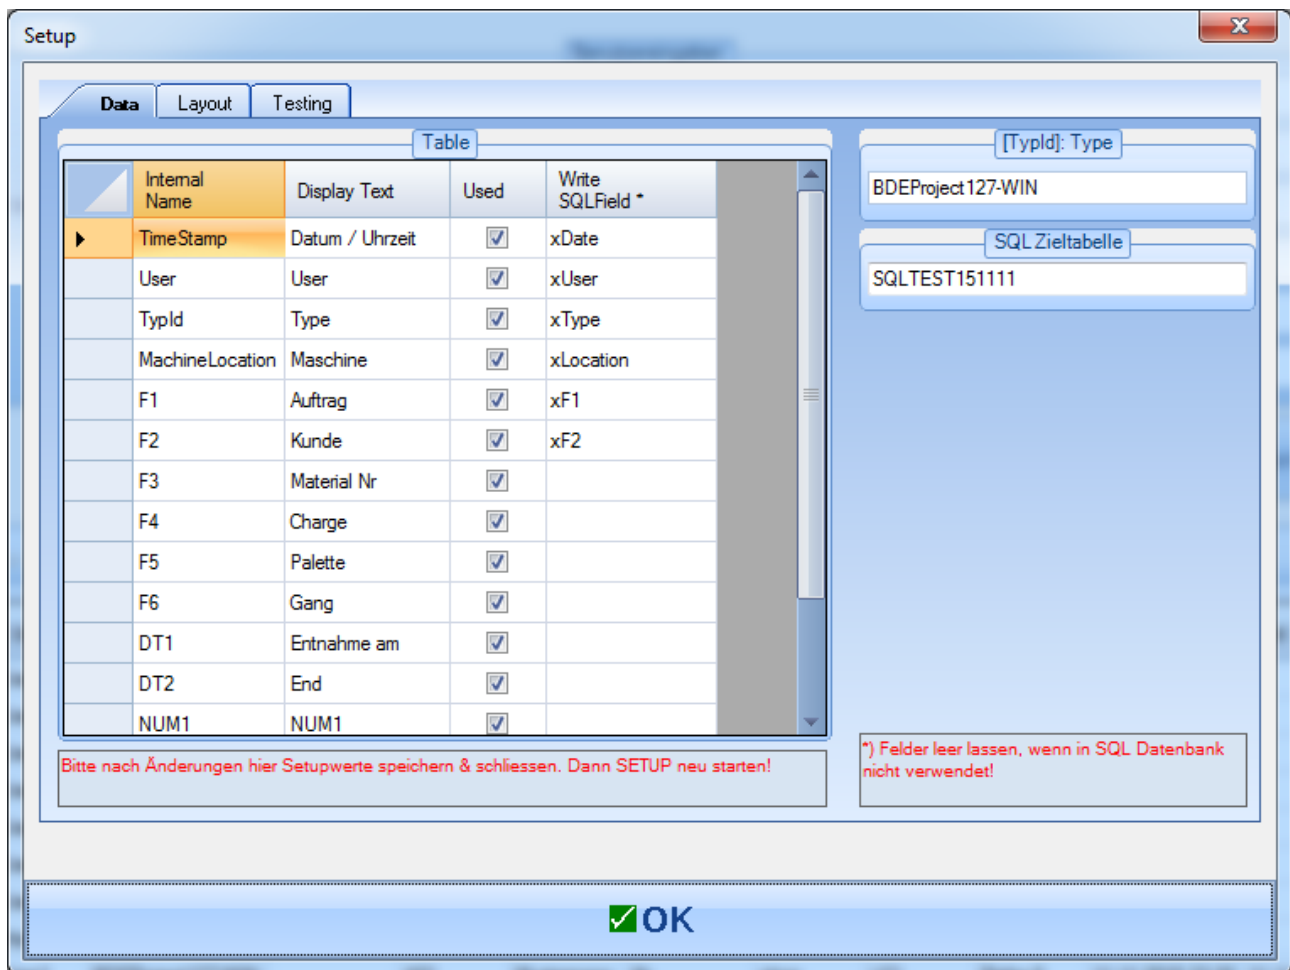 Setup
Data Layout Testing
Table
Internal Name Display Text Used Write SQLField *
TimeStamp Datum / Uhrzeit xDate
User User xUser
TypId Type xType
MachineLocation Maschine xLocation
F1 Auftrag xF1
F2 Kunde xF2
F3 Material Nr
F4 Charge
F5 Palette
F6 Gang
DT1 Entnahme am
DT2 End
NUM1 NUM1
Bitte nach Änderungen hier Setupwerte speichern & schliessen. Dann SETUP neu starten!
[TypId]: Type
BDEProject127-WIN
SQL Zieltabelle
SQLTEST151111
*) Felder leer lassen, wenn in SQL Datenbank
nicht verwendet!
OK